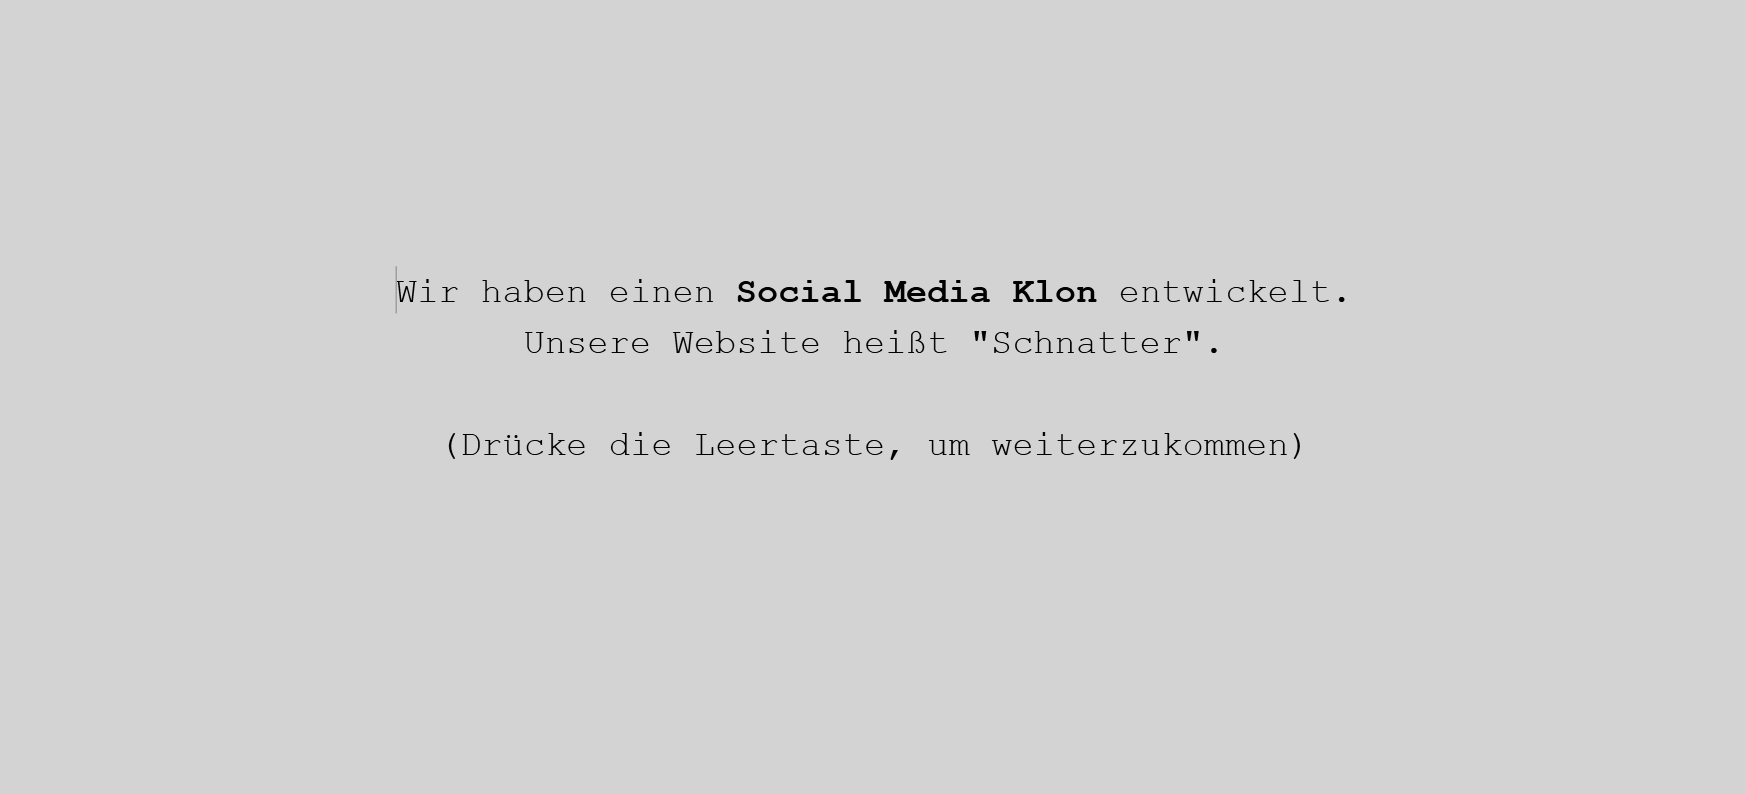 Wir haben einen Social Media Klon entwickelt.
Unsere Website heißt "Schnatter".
(Drücke die Leertaste, um weiterzukommen)